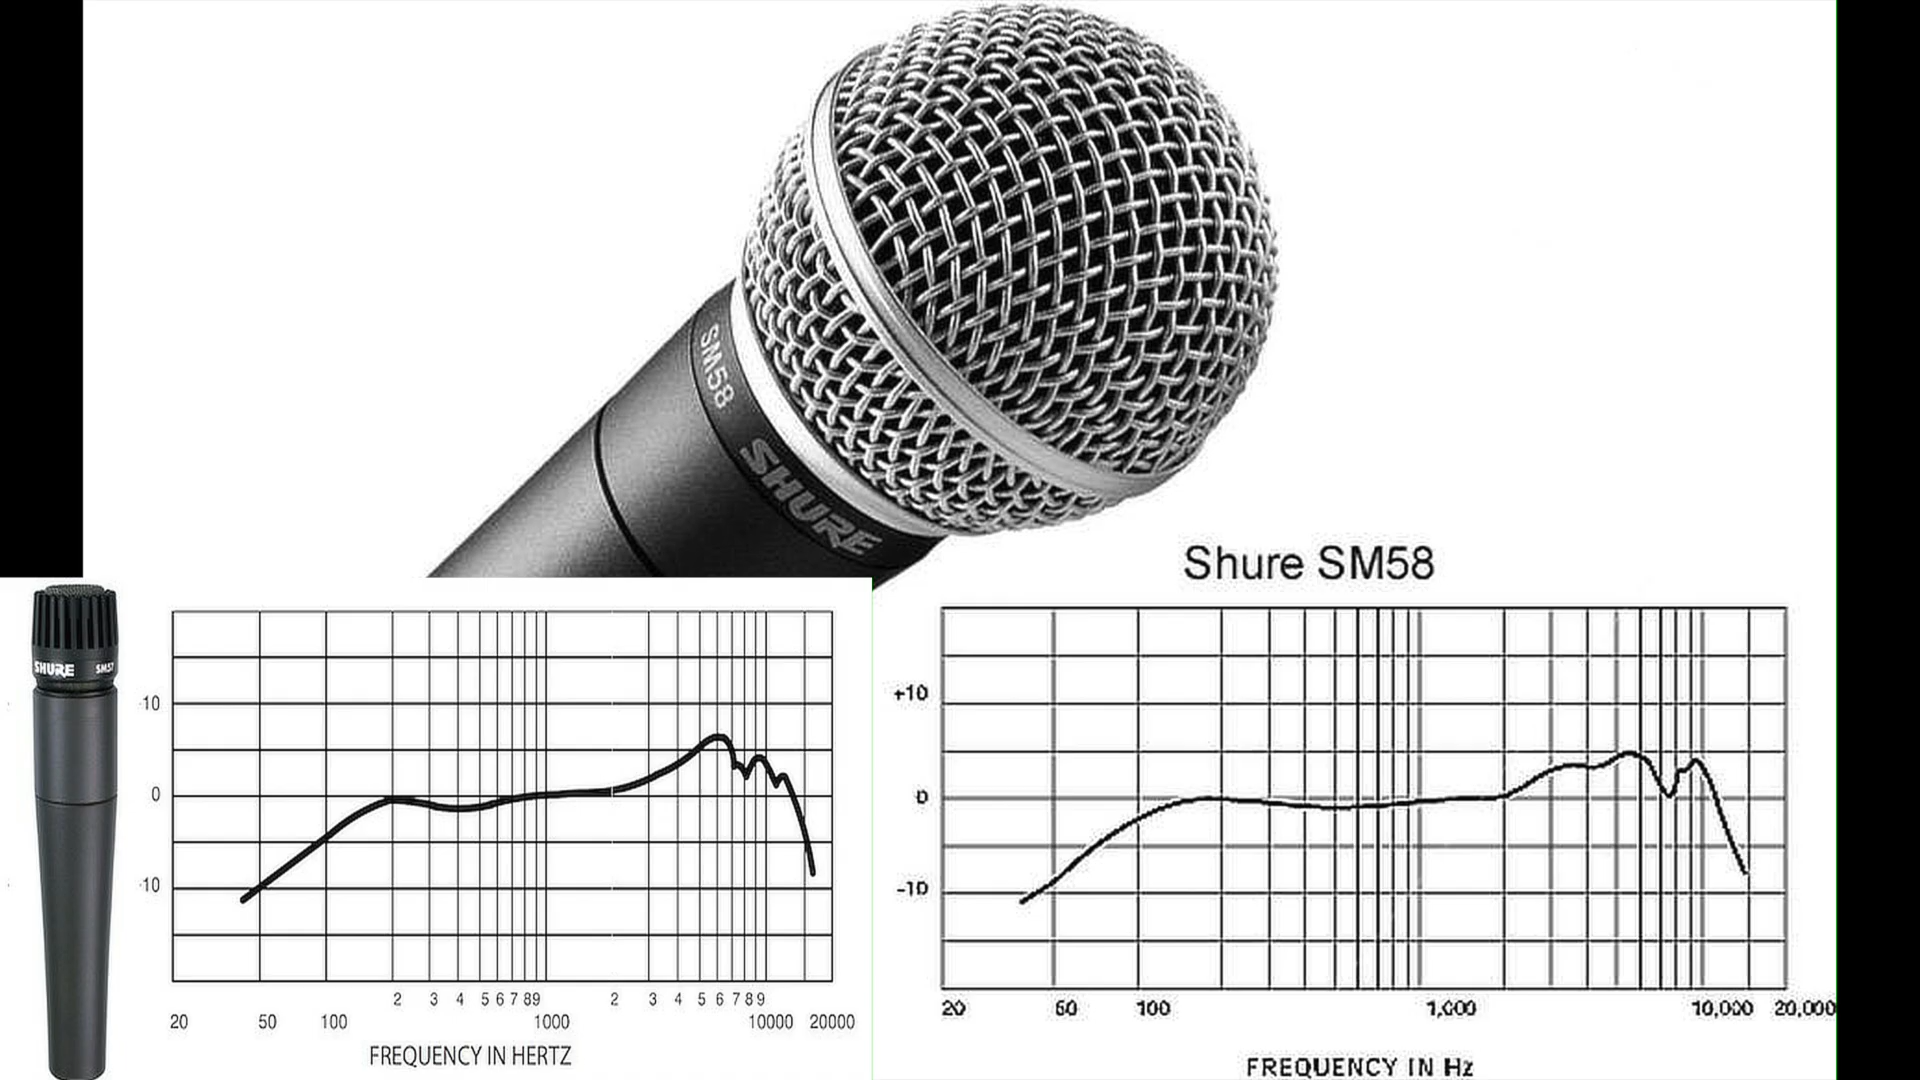 SM58
SHURE
Shure SM58
SHURE SM57
10
0
10
2 3 4 5 6 7 8 9 2 3 4 5 6 7 8 9
20 50 100 1000 10000 20000
FREQUENCY IN HERTZ
+10
0
-10
20 50 100 1,000 10,000 20,000
FREQUENCY IN Hz